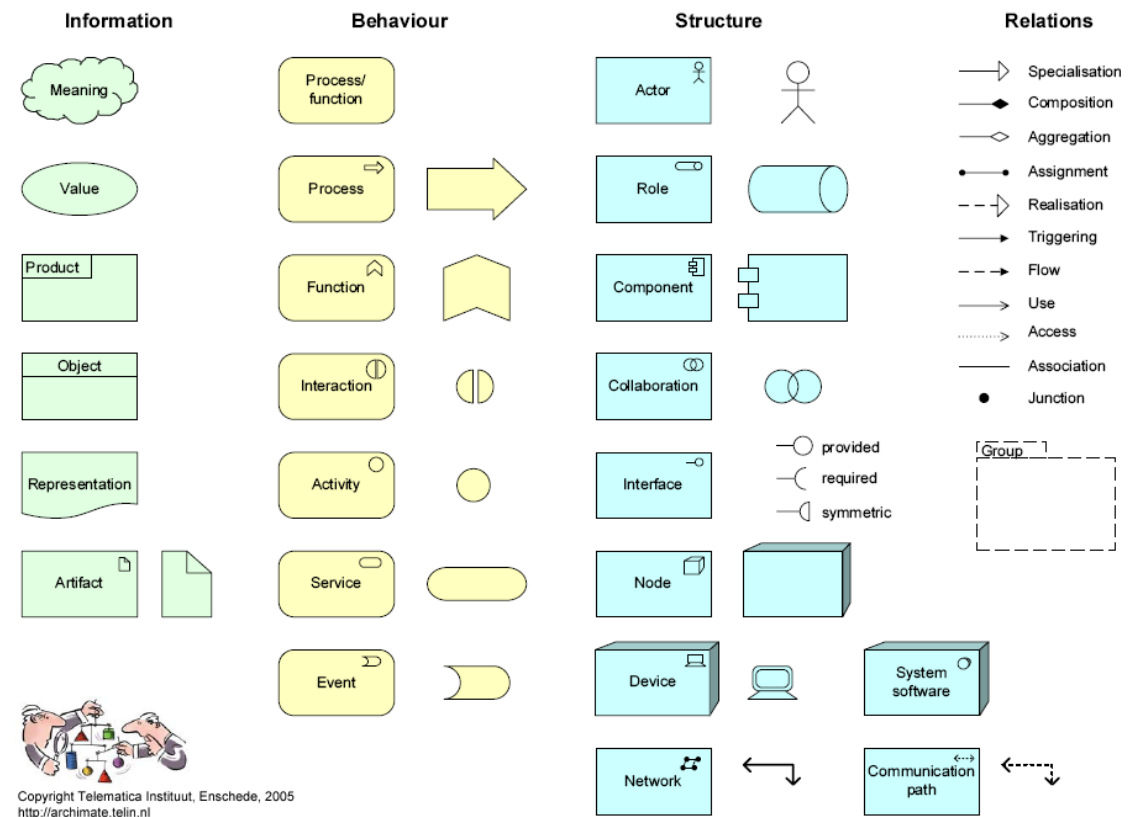 Information
Behaviour
Structure
Relations
Meaning
Value
Product
Object
Representation
Artifact
Process/
function
Process
Function
Interaction
Activity
Service
Event
Actor
Role
Component
Collaboration
Interface
provided
required
symmetric
Node
Device
System
software
Network
Communication
path
Specialisation
Composition
Aggregation
Assignment
Realisation
Triggering
Flow
Use
Access
Association
Junction
Group
Copyright Telematica Instituut, Enschede, 2005
http://archimate.telin.nl